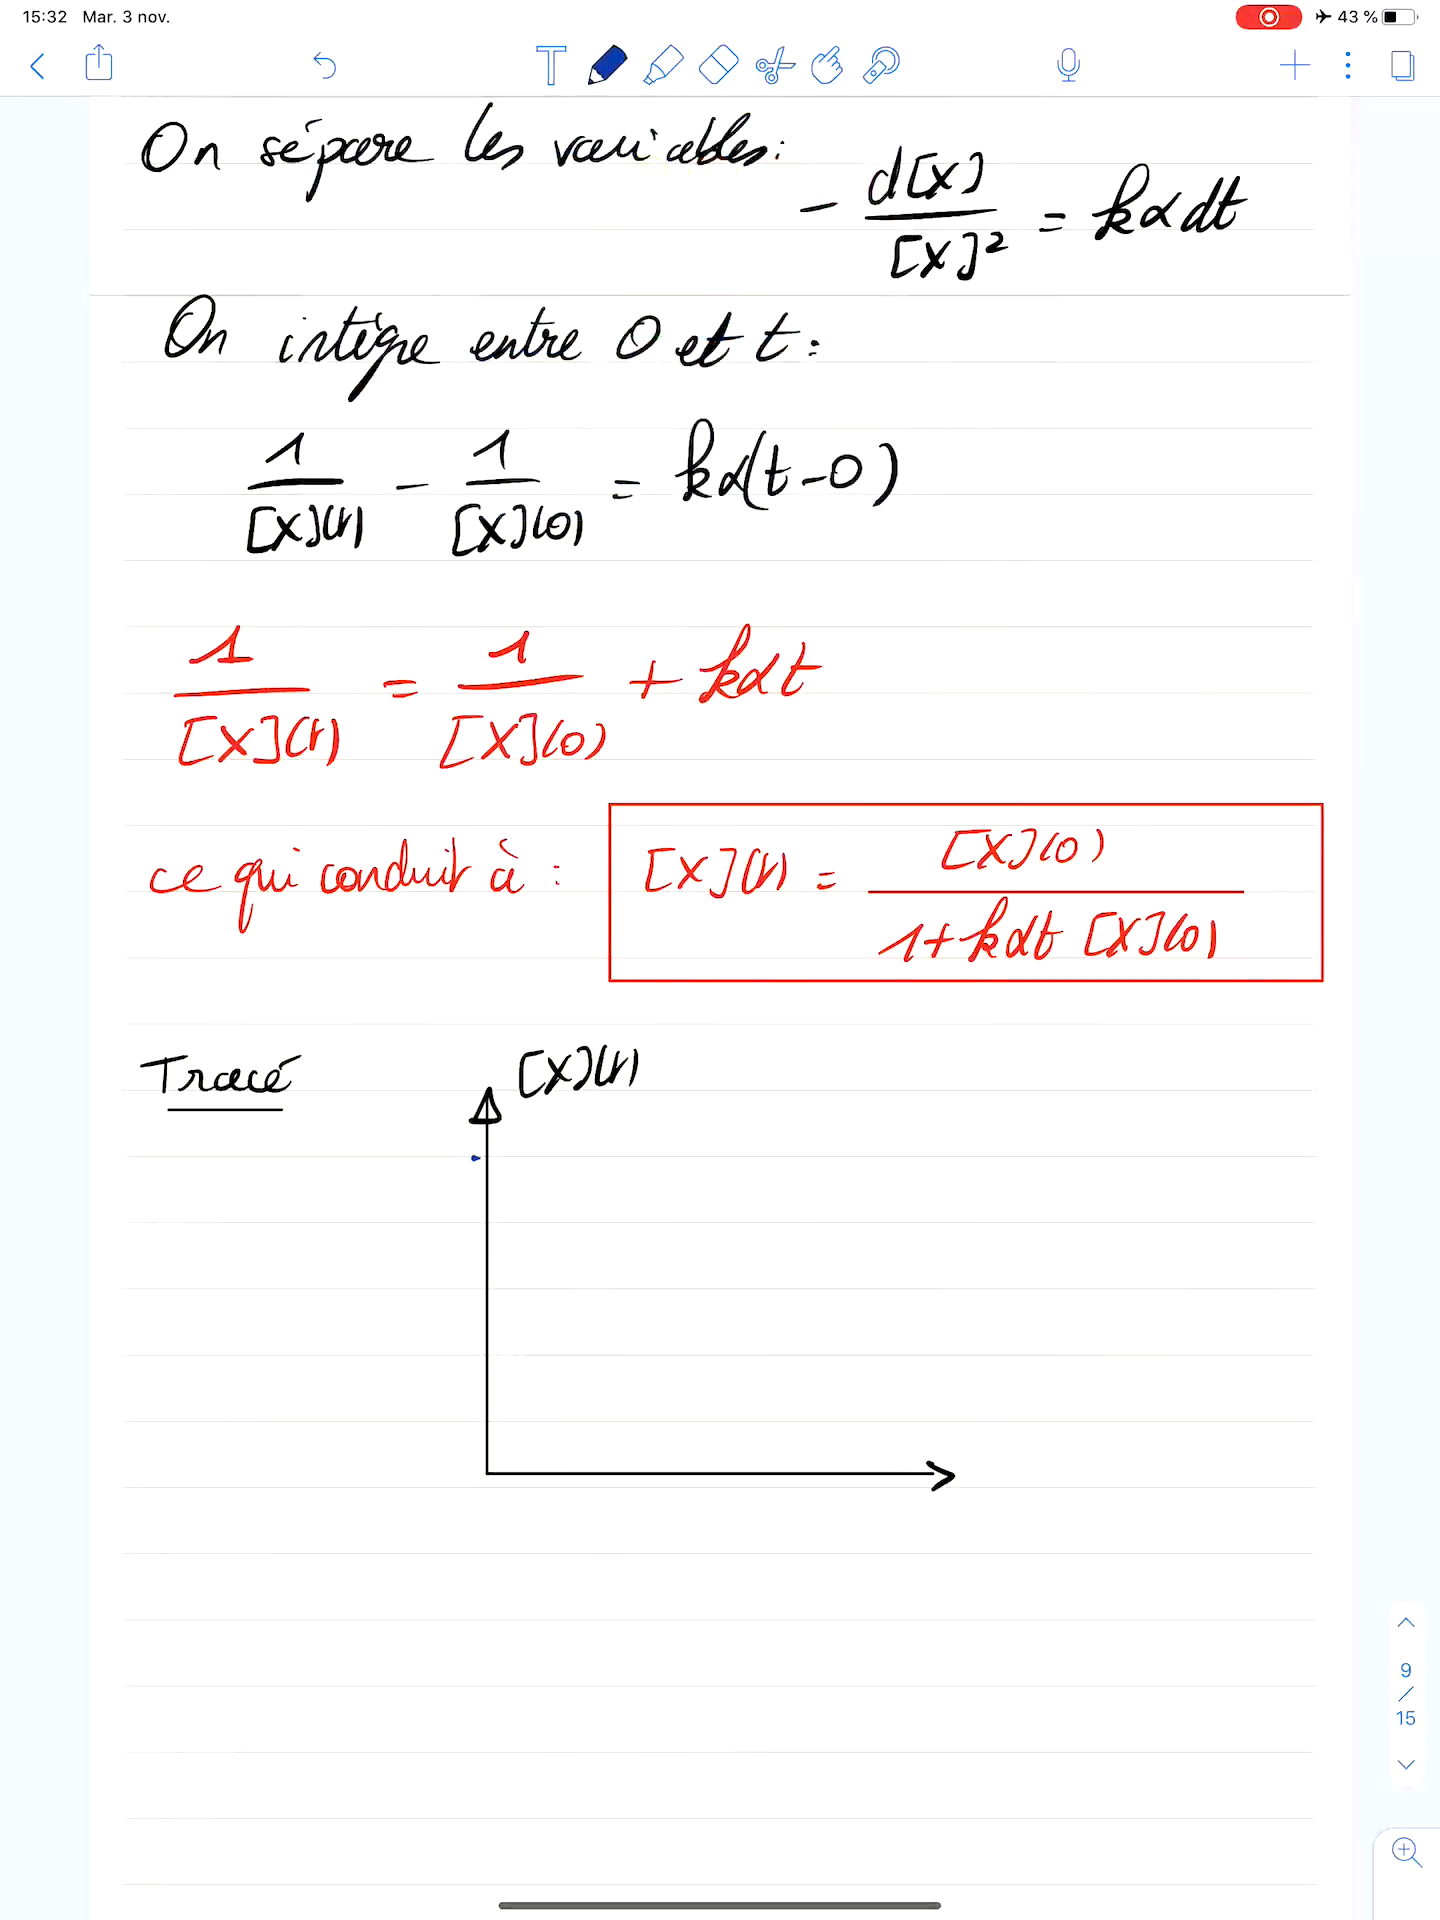 15:32 Mar. 3 nov. 43 %
T
On sépare les variables :
- d[X] / [X]² = kα dt
On intègre entre 0 et t :
1 / [X](t) - 1 / [X](0) = kα(t-0)
1 / [X](t) = 1 / [X](0) + kαt
ce qui conduit à : [X](t) = [X](0) / 1+kαt [X](0)
Tracé [X](t)
9
/
15